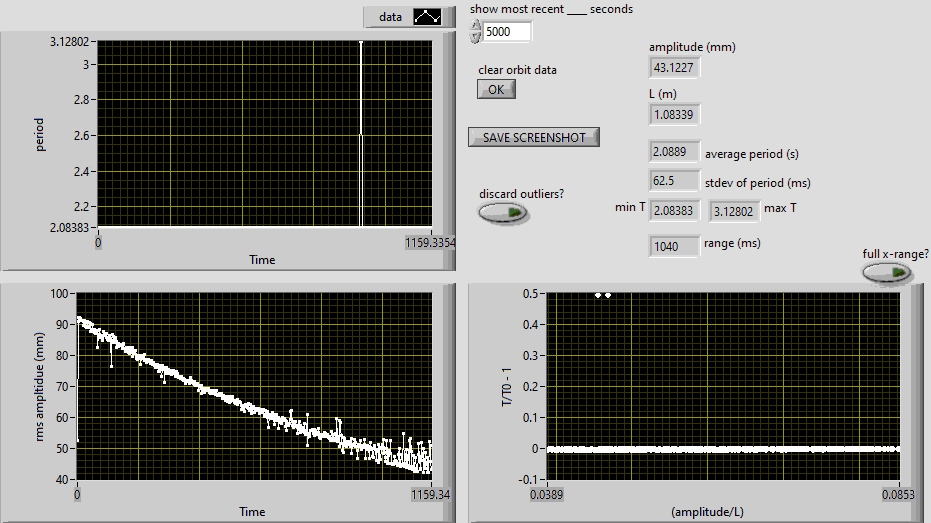 data
3.12802
3
2.8
2.6
2.4
2.2
2.08383
period
0
1159.3354
Time
show most recent ____ seconds
5000
clear orbit data
OK
SAVE SCREENSHOT
discard outliers?
amplitude (mm)
43.1227
L (m)
1.08339
2.0889 average period (s)
62.5 stdev of period (ms)
min T 2.08383 3.12802 max T
1040 range (ms)
full x-range?
100
90
80
70
60
50
40
rms ampltidue (mm)
0
1159.34
Time
0.5
0.4
0.3
0.2
0.1
0
-0.1
T/T0 - 1
0.0389
0.0853
(amplitude/L)